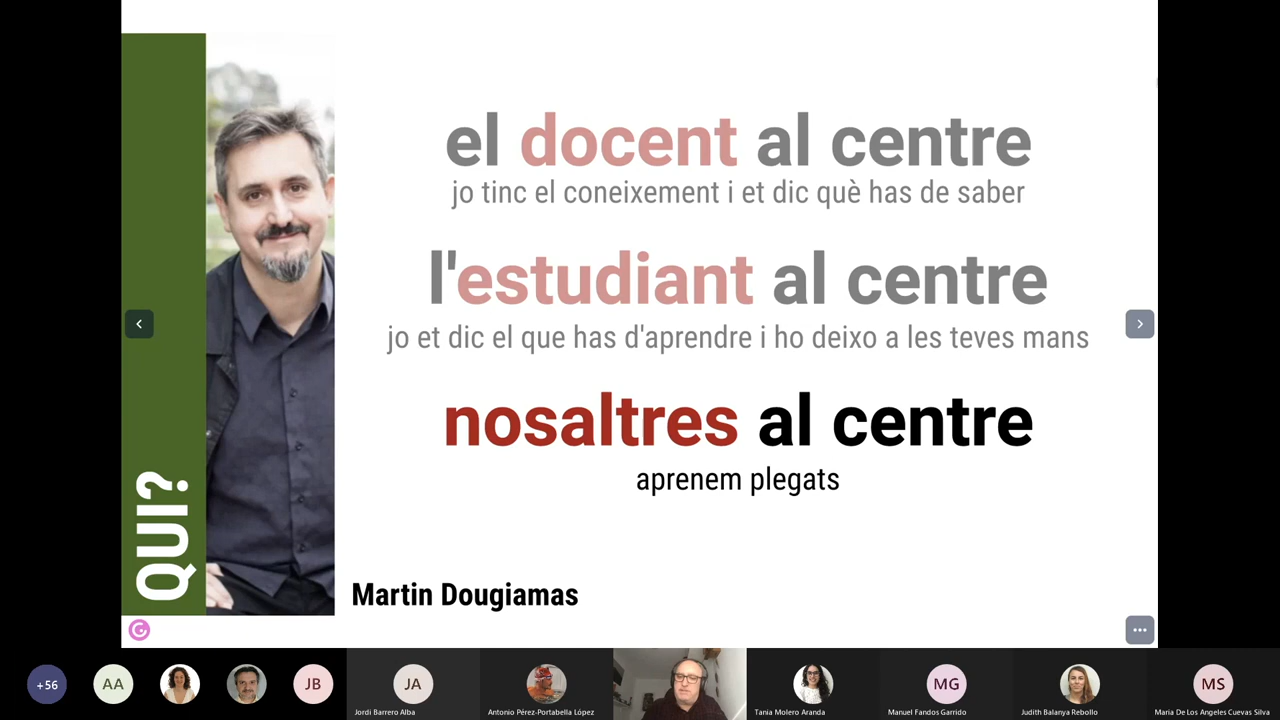 el docent al centre
jo tinc el coneixement i et dic què has de saber
l'estudiant al centre
jo et dic el que has d'aprendre i ho deixo a les teves mans
nosaltres al centre
aprenem plegats
QUI?
Martin Dougiamas
+56
AA
JB
JA
Jordi Barrero Alba
Antonio Pérez-Portabella López
Tania Molero Aranda
MG
Manuel Fandos Garrido
Judith Balanya Rebollo
MS
Maria De Los Angeles Cuevas Silva